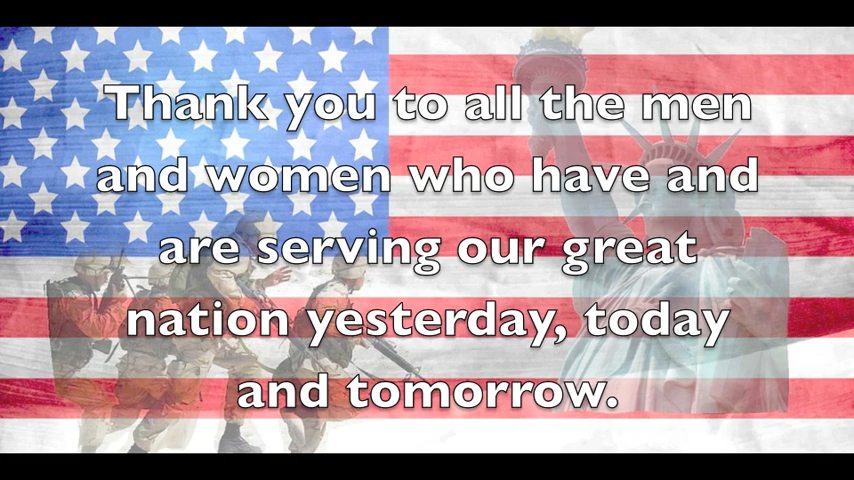 Thank you to all the men
and women who have and
are serving our great
nation yesterday, today
and tomorrow.